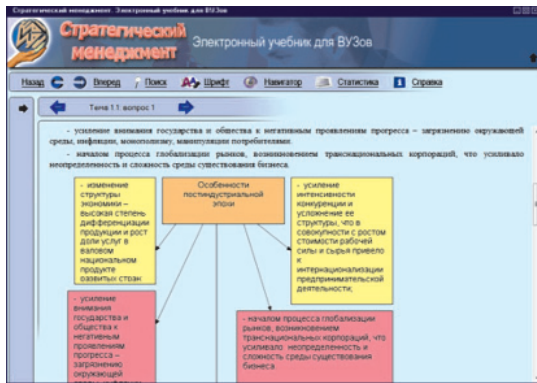 Стратегический менеджмент. Электронный учебник для ВУЗов
Стратегический
менеджмент
Электронный учебник для ВУЗов
Назад
Вперед
Поиск
Шрифт
Навигатор
Статистика
Справка
Тема 1.1 вопрос 1
- усиление внимания государства и общества к негативным проявлениям прогресса – загрязнению окружающей
среды, инфляции, монополизму, манипуляции потребителями.
- началом процесса глобализации рынков, возникновением транснациональных корпораций, что усиливало
неопределенность и сложность среды существования бизнеса.
- изменение
структуры
экономики –
высокая степень
дифференциации
продукции и рост
доли услуг в
валовом
национальном
продукте
развитых стран
Особенности
постиндустриальной
эпохи
- усиление
интенсивности
конкуренции и
усложнение ее
структуры, что в
совокупности с ростом
стоимости рабочей
силы и сырья привело
к
интернационализации
предпринимательской
деятельности;
- усиление
внимания
государства и
общества к
негативным
проявлениям
прогресса –
загрязнению
окружающей
среды, инфляции
- началом процесса глобализации
рынков, возникновением
транснациональных корпораций, что
усиливало неопределенность и
сложность среды существования
бизнеса